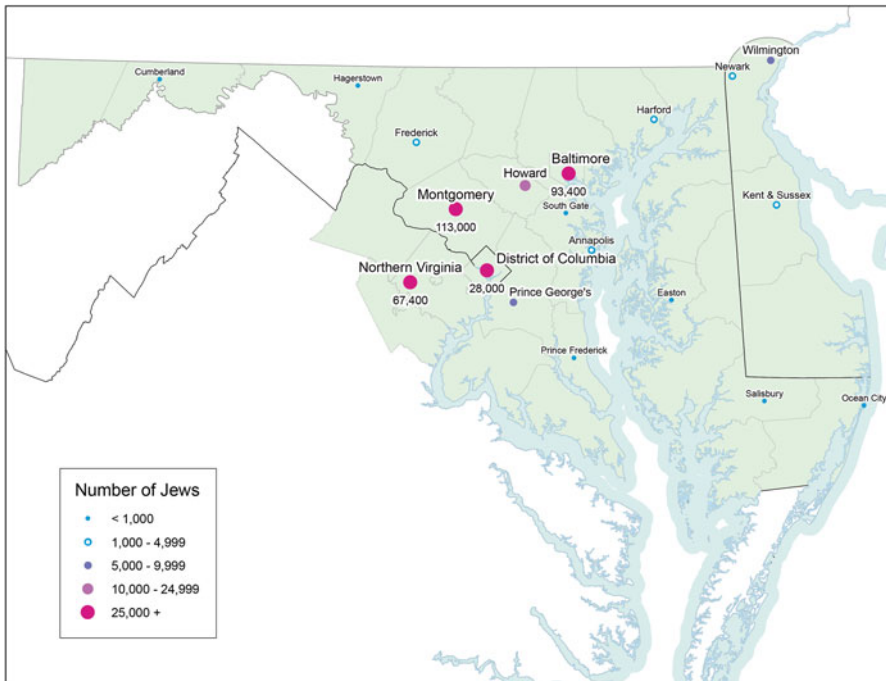 Wilmington
Newark
Cumberland
Hagerstown
Harford
Frederick
Baltimore
93,400
Howard
Montgomery
113,000
South Gate
Kent & Sussex
Annapolis
District of Columbia
28,000
Northern Virginia
67,400
Prince George's
Easton
Prince Frederick
Salisbury
Ocean City
Number of Jews
< 1,000
1,000 - 4,999
5,000 - 9,999
10,000 - 24,999
25,000 +